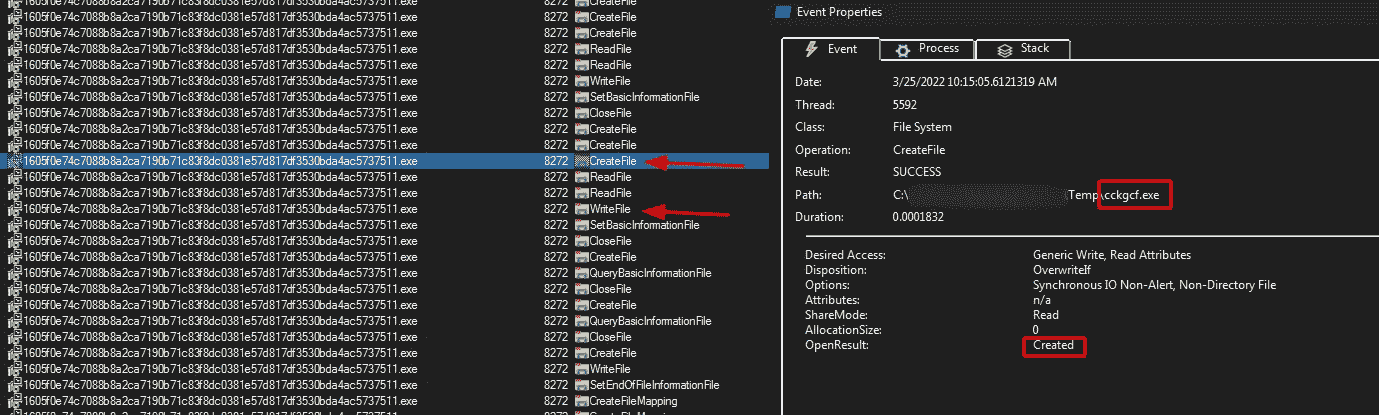 1605f0e74c7088b8a2ca7190b71c83f8dc0381e57d817df3530bda4ac5737511.exe 8272 CreateFile
1605f0e74c7088b8a2ca7190b71c83f8dc0381e57d817df3530bda4ac5737511.exe 8272 CreateFile
1605f0e74c7088b8a2ca7190b71c83f8dc0381e57d817df3530bda4ac5737511.exe 8272 CreateFile
1605f0e74c7088b8a2ca7190b71c83f8dc0381e57d817df3530bda4ac5737511.exe 8272 ReadFile
1605f0e74c7088b8a2ca7190b71c83f8dc0381e57d817df3530bda4ac5737511.exe 8272 ReadFile
1605f0e74c7088b8a2ca7190b71c83f8dc0381e57d817df3530bda4ac5737511.exe 8272 WriteFile
1605f0e74c7088b8a2ca7190b71c83f8dc0381e57d817df3530bda4ac5737511.exe 8272 SetBasicInformationFile
1605f0e74c7088b8a2ca7190b71c83f8dc0381e57d817df3530bda4ac5737511.exe 8272 CloseFile
1605f0e74c7088b8a2ca7190b71c83f8dc0381e57d817df3530bda4ac5737511.exe 8272 CreateFile
1605f0e74c7088b8a2ca7190b71c83f8dc0381e57d817df3530bda4ac5737511.exe 8272 CreateFile
1605f0e74c7088b8a2ca7190b71c83f8dc0381e57d817df3530bda4ac5737511.exe 8272 CreateFile
1605f0e74c7088b8a2ca7190b71c83f8dc0381e57d817df3530bda4ac5737511.exe 8272 ReadFile
1605f0e74c7088b8a2ca7190b71c83f8dc0381e57d817df3530bda4ac5737511.exe 8272 ReadFile
1605f0e74c7088b8a2ca7190b71c83f8dc0381e57d817df3530bda4ac5737511.exe 8272 WriteFile
1605f0e74c7088b8a2ca7190b71c83f8dc0381e57d817df3530bda4ac5737511.exe 8272 SetBasicInformationFile
1605f0e74c7088b8a2ca7190b71c83f8dc0381e57d817df3530bda4ac5737511.exe 8272 CloseFile
1605f0e74c7088b8a2ca7190b71c83f8dc0381e57d817df3530bda4ac5737511.exe 8272 CreateFile
1605f0e74c7088b8a2ca7190b71c83f8dc0381e57d817df3530bda4ac5737511.exe 8272 QueryBasicInformationFile
1605f0e74c7088b8a2ca7190b71c83f8dc0381e57d817df3530bda4ac5737511.exe 8272 CloseFile
1605f0e74c7088b8a2ca7190b71c83f8dc0381e57d817df3530bda4ac5737511.exe 8272 CreateFile
1605f0e74c7088b8a2ca7190b71c83f8dc0381e57d817df3530bda4ac5737511.exe 8272 QueryBasicInformationFile
1605f0e74c7088b8a2ca7190b71c83f8dc0381e57d817df3530bda4ac5737511.exe 8272 CloseFile
1605f0e74c7088b8a2ca7190b71c83f8dc0381e57d817df3530bda4ac5737511.exe 8272 CreateFile
1605f0e74c7088b8a2ca7190b71c83f8dc0381e57d817df3530bda4ac5737511.exe 8272 WriteFile
1605f0e74c7088b8a2ca7190b71c83f8dc0381e57d817df3530bda4ac5737511.exe 8272 SetEndOfFileInformationFile
1605f0e74c7088b8a2ca7190b71c83f8dc0381e57d817df3530bda4ac5737511.exe 8272 CreateFileMapping
Event Properties
Event Process Stack
Date: 3/25/2022 10:15:05.6121319 AM
Thread: 5592
Class: File System
Operation: CreateFile
Result: SUCCESS
Path: C:\ Temp\cckgcf.exe
Duration: 0.0001832
Desired Access: Generic Write, Read Attributes
Disposition: OverwriteIf
Options: Synchronous IO Non-Alert, Non-Directory File
Attributes: n/a
ShareMode: Read
AllocationSize: 0
OpenResult: Created